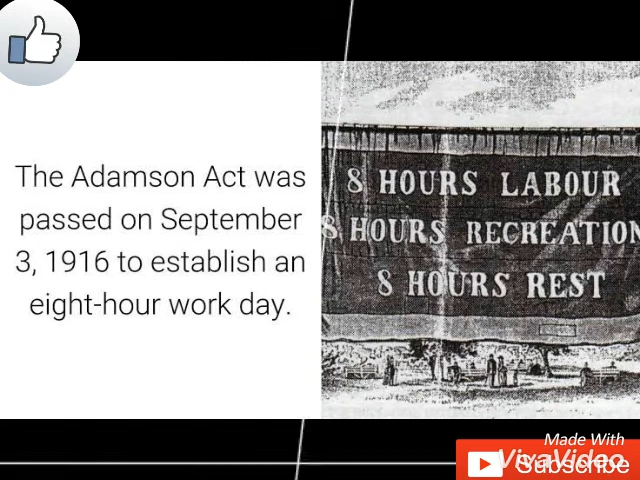 The Adamson Act was
passed on September
3, 1916 to establish an
eight-hour work day.
8 HOURS LABOUR
8 HOURS RECREATION
8 HOURS REST
Made With
VivaVideo
Subscribe